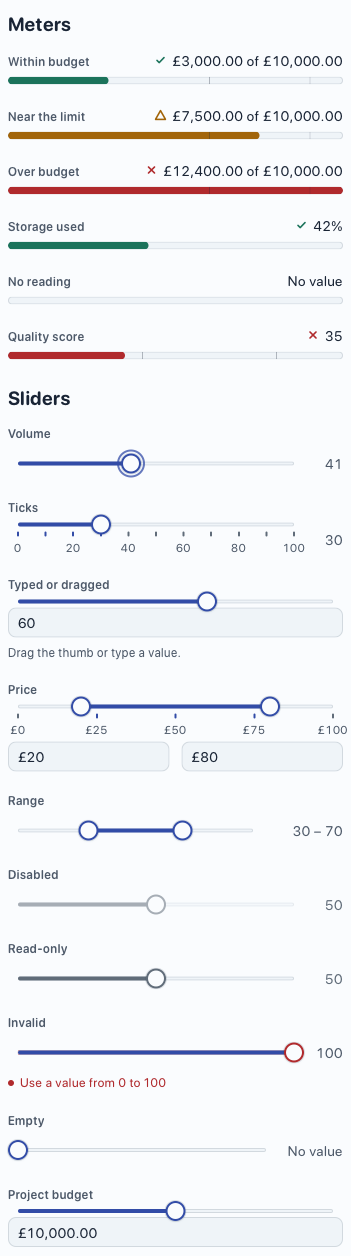 Meters
Within budget ✓ £3,000.00 of £10,000.00
Near the limit △ £7,500.00 of £10,000.00
Over budget ✕ £12,400.00 of £10,000.00
Storage used ✓ 42%
No reading No value
Quality score ✕ 35
Sliders
Volume
41
Ticks
30
0 20 40 60 80 100
Typed or dragged
60
Drag the thumb or type a value.
Price
£0 £25 £50 £75 £100
£20 £80
Range
30 – 70
Disabled
50
Read-only
50
Invalid
100
Use a value from 0 to 100
Empty
No value
Project budget
£10,000.00